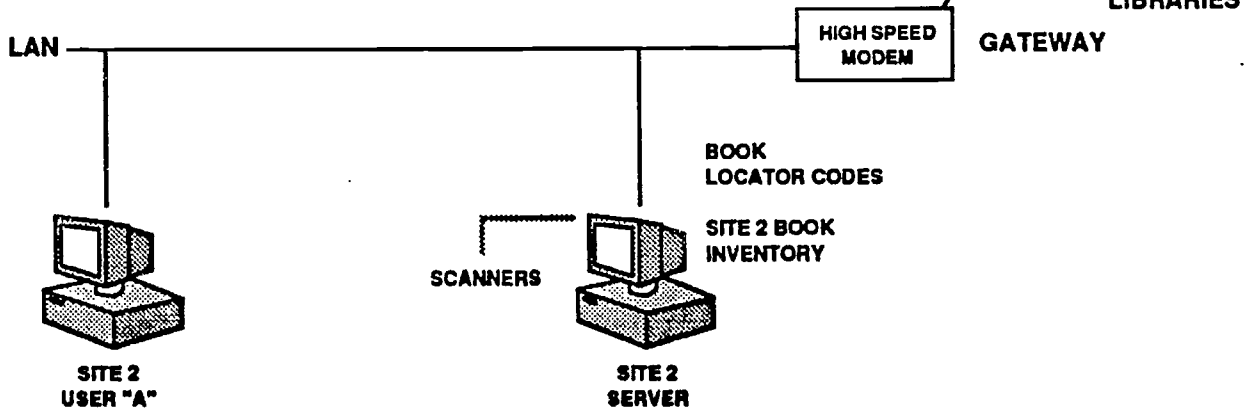 LIBRARIES
LAN
HIGH SPEED
MODEM
GATEWAY
BOOK
LOCATOR CODES
SITE 2 BOOK
INVENTORY
SCANNERS
SITE 2
USER "A"
SITE 2
SERVER